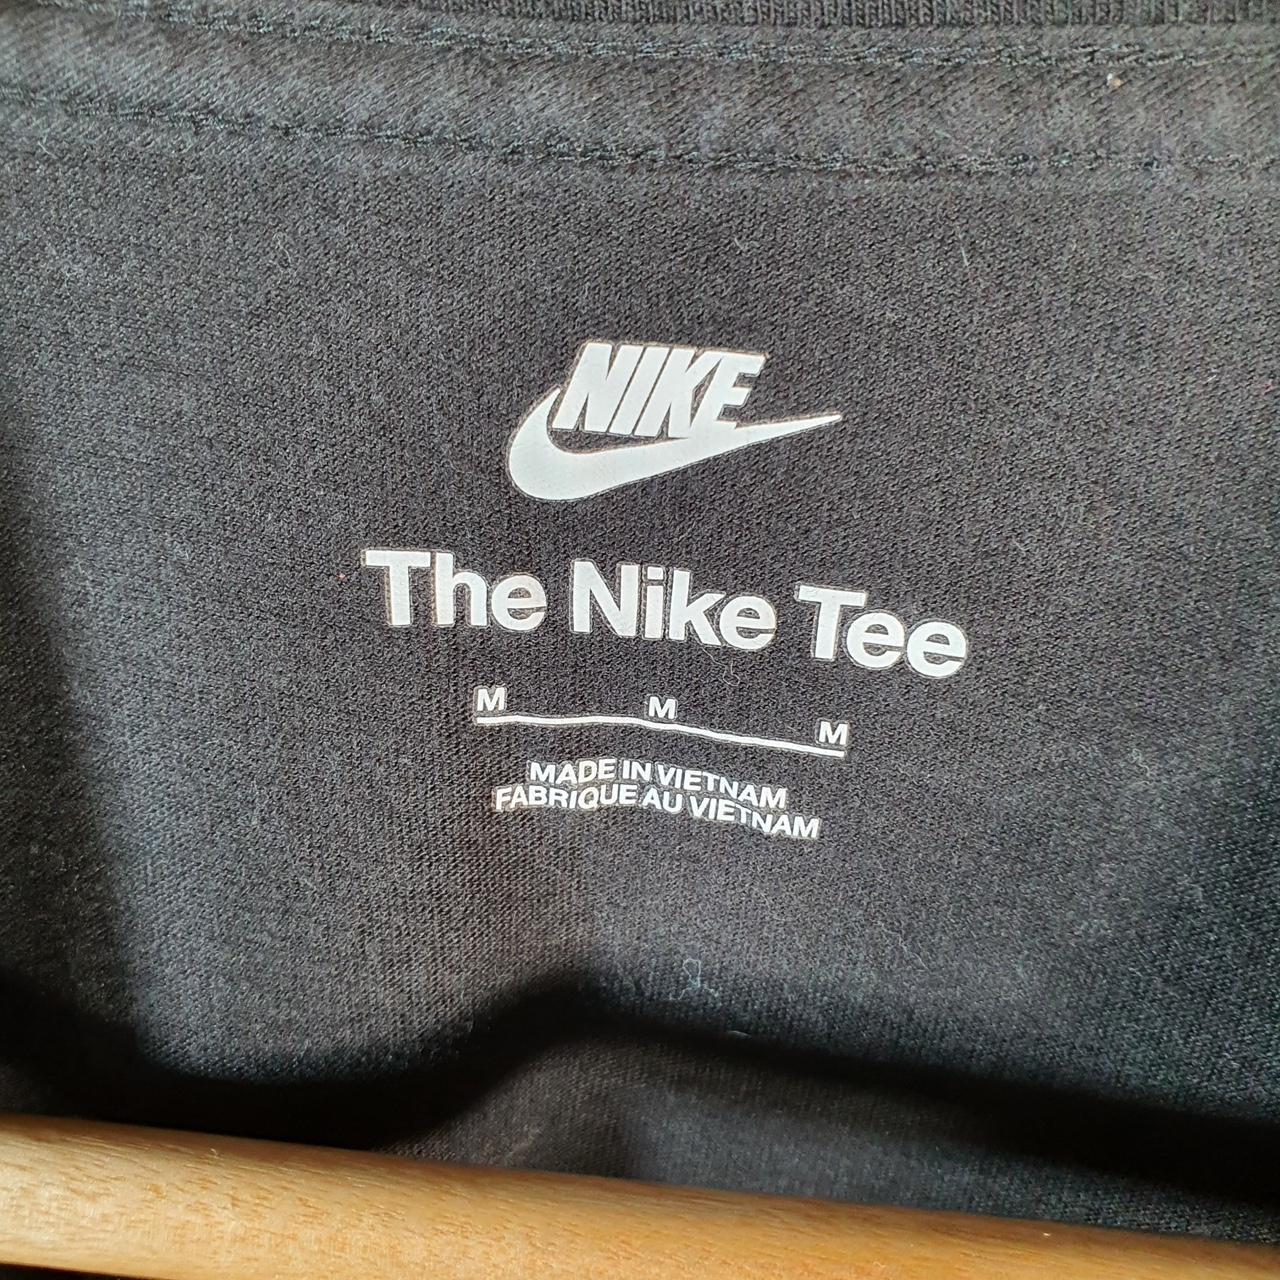 NIKE
The Nike Tee
M M M
MADE IN VIETNAM
FABRIQUE AU VIETNAM